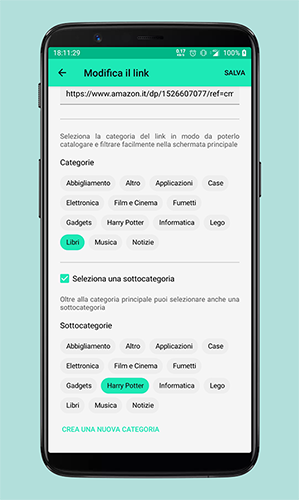 18:11:29 0.17 100%
Modifica il link SALVA
https://www.amazon.it/dp/1526607077/ref=cm
Seleziona la categoria del link in modo da poterlo
catalogare e filtrare facilmente nella schermata principale
Categorie
Abbigliamento Altro Applicazioni Case
Elettronica Film e Cinema Fumetti
Gadgets Harry Potter Informatica Lego
Libri Musica Notizie
Seleziona una sottocategoria
Oltre alla categoria principale puoi selezionare anche una
sottocategoria
Sottocategorie
Abbigliamento Altro Applicazioni Case
Elettronica Film e Cinema Fumetti
Gadgets Harry Potter Informatica Lego
Libri Musica Notizie
CREA UNA NUOVA CATEGORIA